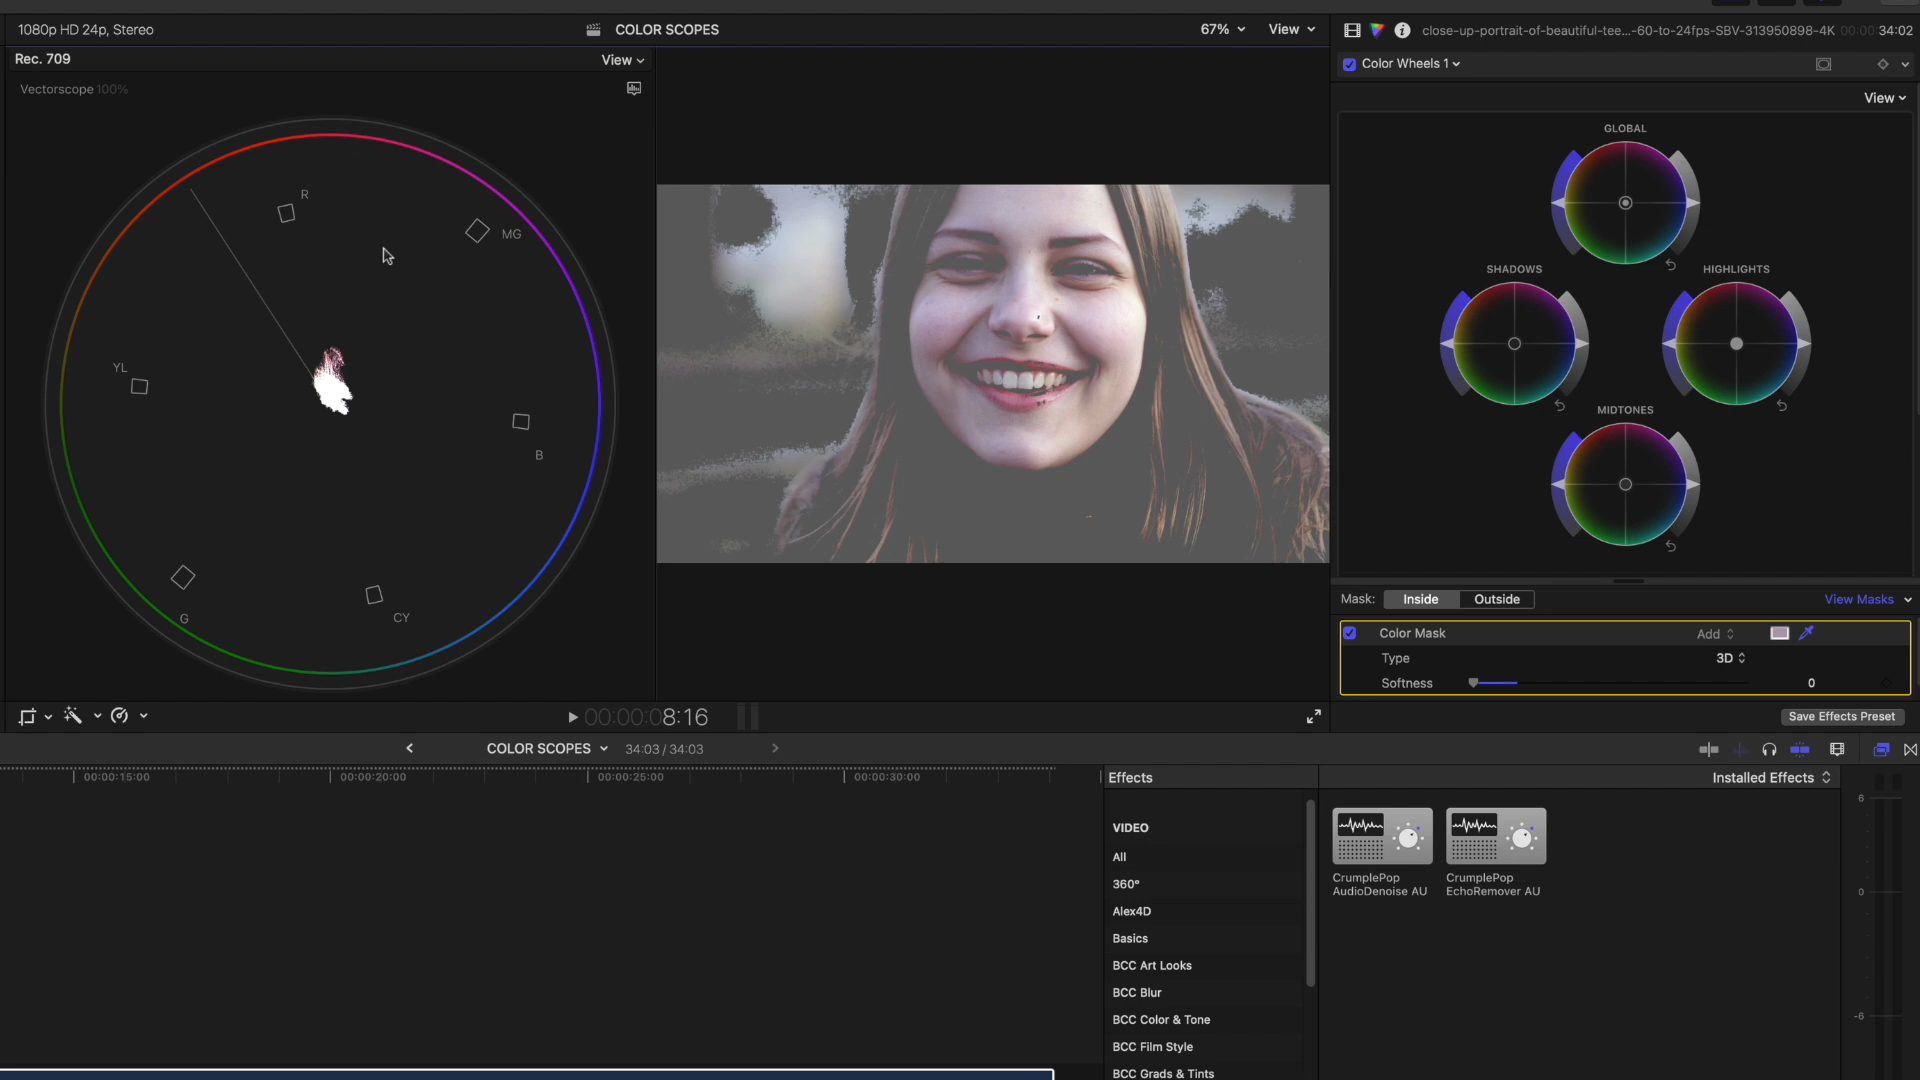 1080p HD 24p, Stereo
COLOR SCOPES
67%
View
close-up-portrait-of-beautiful-tee...-60-to-24fps-SBV-313950898-4K
00:00:34:02
Rec. 709
View
Color Wheels 1
Vectorscope 100%
View
GLOBAL
R
MG
SHADOWS
HIGHLIGHTS
YL
MIDTONES
B
G
CY
Mask:
Inside
Outside
View Masks
Color Mask
Add
Type
3D
Softness
0
00:00:08:16
Save Effects Preset
COLOR SCOPES
34:03 / 34:03
00:00:15:00
00:00:20:00
00:00:25:00
00:00:30:00
Effects
Installed Effects
6
VIDEO
All
360°
CrumplePop
AudioDenoise AU
CrumplePop
EchoRemover AU
0
Alex4D
Basics
BCC Art Looks
BCC Blur
BCC Color & Tone
-6
BCC Film Style
BCC Grads & Tints